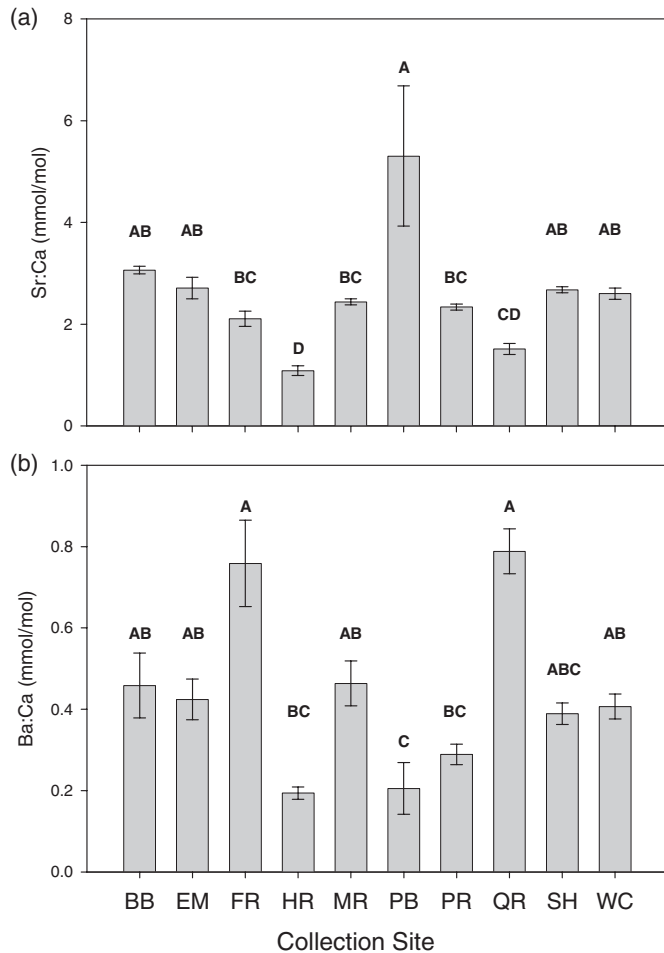 (a)
8
6
4
2
0
Sr:Ca (mmol/mol)
AB AB BC D BC A BC CD AB AB
(b)
1.0
0.8
0.6
0.4
0.2
0.0
Ba:Ca (mmol/mol)
AB AB A BC AB C BC A ABC AB
BB EM FR HR MR PB PR QR SH WC
Collection Site